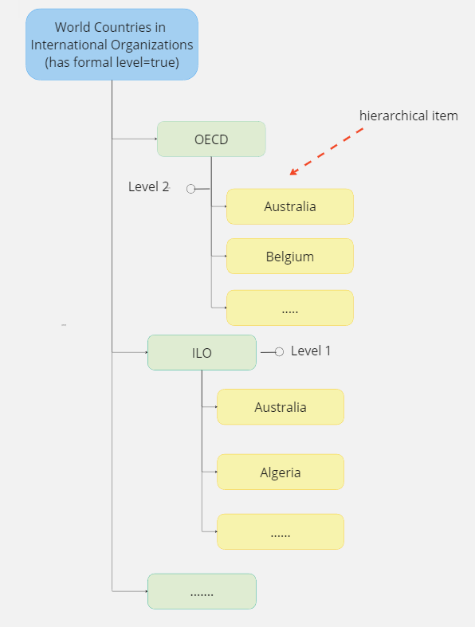 World Countries in
International Organizations
(has formal level=true)
hierarchical item
OECD
Level 2
Australia
Belgium
.....
ILO
Level 1
Australia
Algeria
......
.......